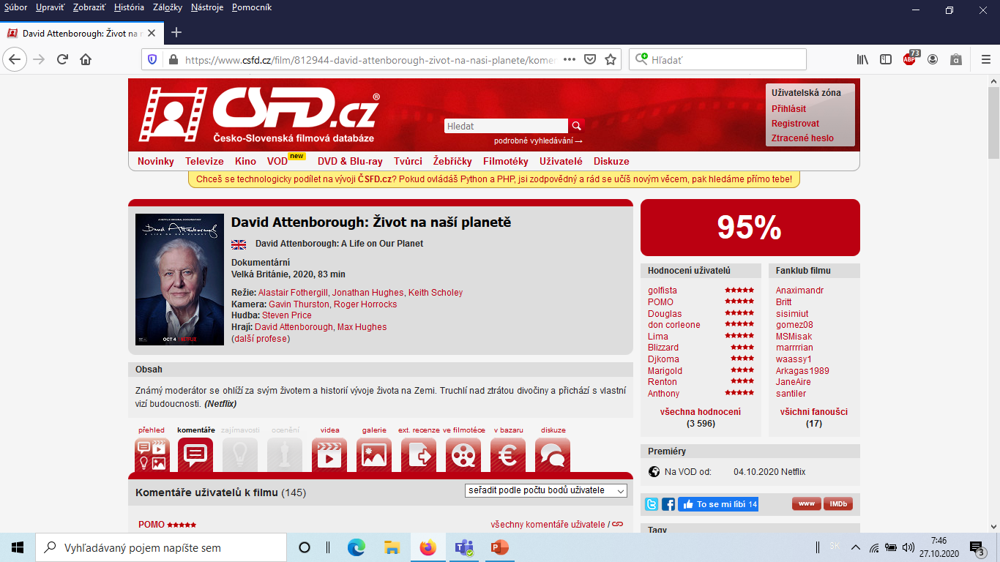 Súbor Upraviť Zobraziť História Záložky Nástroje Pomocník
David Attenborough: Život na
https://www.csfd.cz/film/812944-david-attenborough-zivot-na-nasi-planete/komen
Hľadať
ABP 73
ČSFD.cz®
Česko-Slovenská filmová databáze
Hledat
podrobné vyhledávání →
Uživatelská zóna
Přihlásit
Registrovat
Ztracené heslo
Novinky Televize Kino VOD new DVD & Blu-ray Tvůrci Žebříčky Filmotéky Uživatelé Diskuze
Chceš se technologicky podílet na vývoji ČSFD.cz? Pokud ovládáš Python a PHP, jsi zodpovědný a rád se učíš novým věcem, pak hledáme přímo tebe!
A NETFLIX ORIGINAL DOCUMENTARY
David Attenborough
A LIFE ON OUR PLANET
OCT 4 NETFLIX
David Attenborough: Život na naší planetě
David Attenborough: A Life on Our Planet
Dokumentární
Velká Británie, 2020, 83 min
Režie: Alastair Fothergill, Jonathan Hughes, Keith Scholey
Kamera: Gavin Thurston, Roger Horrocks
Hudba: Steven Price
Hrají: David Attenborough, Max Hughes
(další profese)
Obsah
Známý moderátor se ohlíží za svým životem a historií vývoje života na Zemi. Truchlí nad ztrátou divočiny a přichází s vlastní
vizí budoucnosti. (Netflix)
přehled komentáře zajímavosti ocenění videa galerie ext. recenze ve filmotéce v bazaru diskuze
€
Komentáře uživatelů k filmu (145)
seřadit podle počtu bodů uživatele
POMO ★★★★★
všechny komentáře uživatele /
95%
Hodnocení uživatelů
golfista ★★★★★
POMO ★★★★★
Douglas ★★★★★
don corleone ★★★★★
Lima ★★★★★
Blizzard ★★★★
Djkoma ★★★★
Marigold ★★★★
Renton ★★★★
Anthony ★★★★★
všechna hodnocení
(3 596)
Fanklub filmu
Anaximandr
Britt
sisimiut
gomez08
MSMisak
marrrrian
waassy1
Arkagas1989
JaneAire
santiler
všichni fanoušci
(17)
Premiéry
Na VOD od: 04.10.2020 Netflix
To se mi líbí 14
www IMDb
Tagy
Vyhľadávaný pojem napíšte sem
SK
7:46
27.10.2020
3